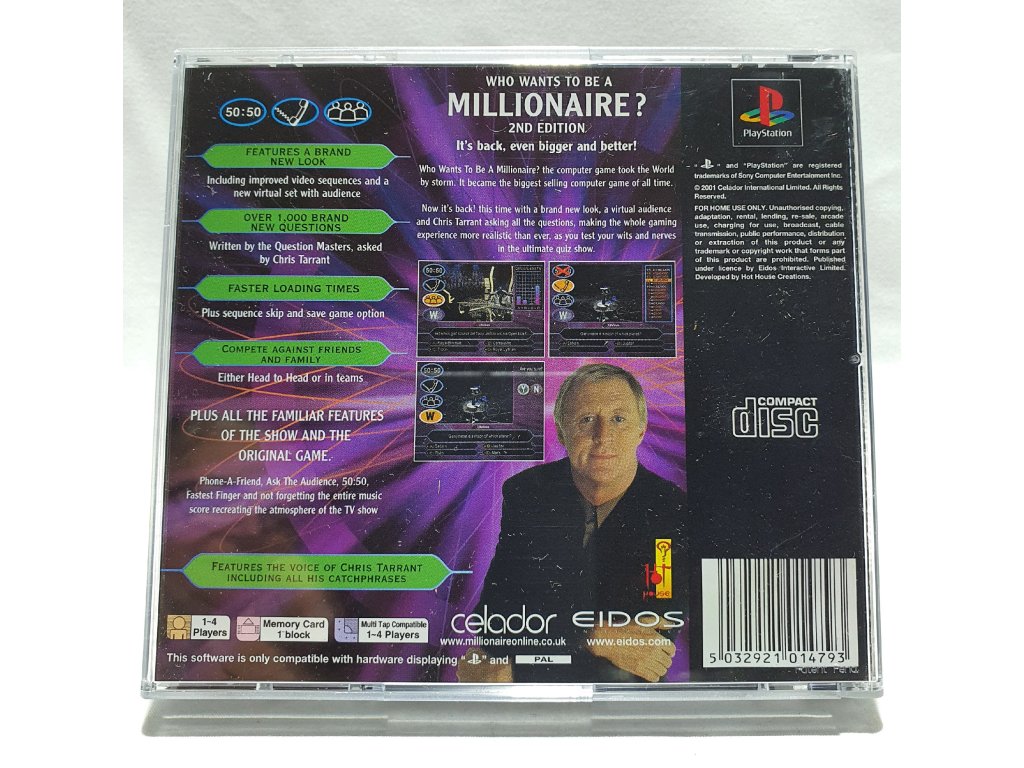 50:50
FEATURES A BRAND
NEW LOOK
Including improved video sequences and a
new virtual set with audience
OVER 1,000 BRAND
NEW QUESTIONS
Written by the Question Masters, asked
by Chris Tarrant
FASTER LOADING TIMES
Plus sequence skip and save game option
COMPETE AGAINST FRIENDS
AND FAMILY
Either Head to Head or in teams
PLUS ALL THE FAMILIAR FEATURES
OF THE SHOW AND THE
ORIGINAL GAME.
Phone-A-Friend, Ask The Audience, 50:50,
Fastest Finger and not forgetting the entire music
score recreating the atmosphere of the TV show
FEATURES THE VOICE OF CHRIS TARRANT
INCLUDING ALL HIS CATCHPHRASES
WHO WANTS TO BE A
MILLIONAIRE?
2ND EDITION
It's back, even bigger and better!
Who Wants To Be A Millionaire? the computer game took the World
by storm. It became the biggest selling computer game of all time.
Now it's back! this time with a brand new look, a virtual audience
and Chris Tarrant asking all the questions, making the whole gaming
experience more realistic than ever, as you test your wits and nerves
in the ultimate quiz show.
50:50
W
W
50:50
Are you sure?
Y N
W
PlayStation
" " and "PlayStation" are registered
trademarks of Sony Computer Entertainment Inc.
© 2001 Celador International Limited. All Rights
Reserved.
FOR HOME USE ONLY. Unauthorised copying,
adaptation, rental, lending, re-sale, arcade
use, charging for use, broadcast, cable
transmission, public performance, distribution
or extraction of this product or any
trademark or copyright work that forms part
of this product are prohibited. Published
under licence by Eidos Interactive Limited.
Developed by Hot House Creations.
COMPACT
disc
HOUSE
celador EIDOS
www.millionaireonline.co.uk www.eidos.com
1~4
Players
Memory Card
1 block
Multi Tap Compatible
1~4 Players
This software is only compatible with hardware displaying " " and PAL
5 032921 014793
Patent Pend.